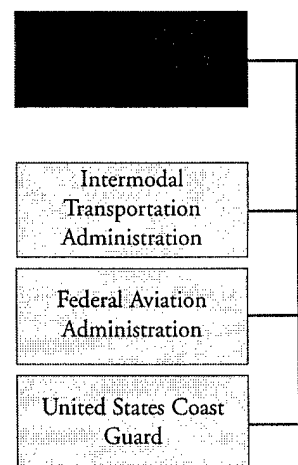 Intermodal
Transportation
Administration
Federal Aviation
Administration
United States Coast
Guard